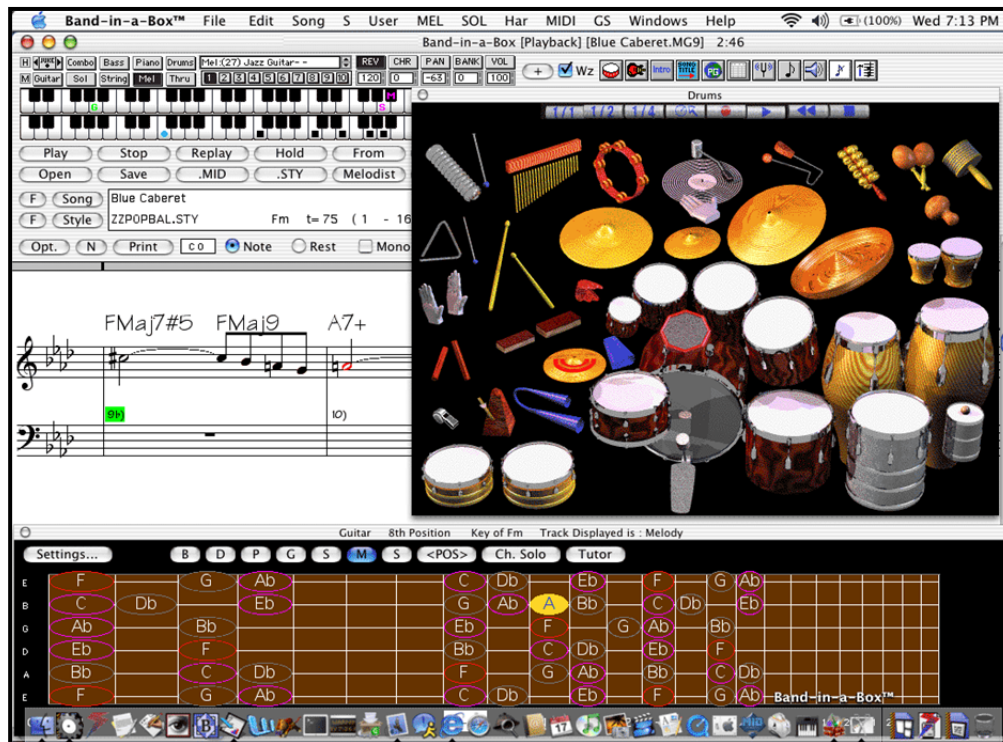 Band-in-a-Box™ File Edit Song S User MEL SOL Har MIDI GS Windows Help (100%) Wed 7:13 PM
Band-in-a-Box [Playback] [Blue Caberet.MG9] 2:46
H JUKE Combo Bass Piano Drums Mel:(27) Jazz Guitar-- REV CHR PAN BANK VOL
M Guitar Sol String Mel Thru 1 2 3 4 5 6 7 8 9 10 120 0 -63 0 100 + Wz Intro SONG TITLE
Drums
G S M
1/1 1/2 1/4
Play Stop Replay Hold From
Open Save .MID .STY Melodist
F Song Blue Caberet
F Style ZZPOPBAL.STY Fm t= 75 ( 1 - 16
Opt. N Print C O Note Rest Mono
FMaj7#5 FMaj9 A7+
9b) 10)
Guitar 8th Position Key of Fm Track Displayed is : Melody
Settings... B D P G S M S <POS> Ch. Solo Tutor
E F G Ab C Db Eb F G Ab
B C Db Eb G Ab A Bb C Db Eb
G Ab Bb Eb F G Ab Bb
D Eb F Bb C Db Eb F
A Bb C Db F G Ab Bb C Db
E F G Ab C Db Eb F G Ab
Band-in-a-Box™
17